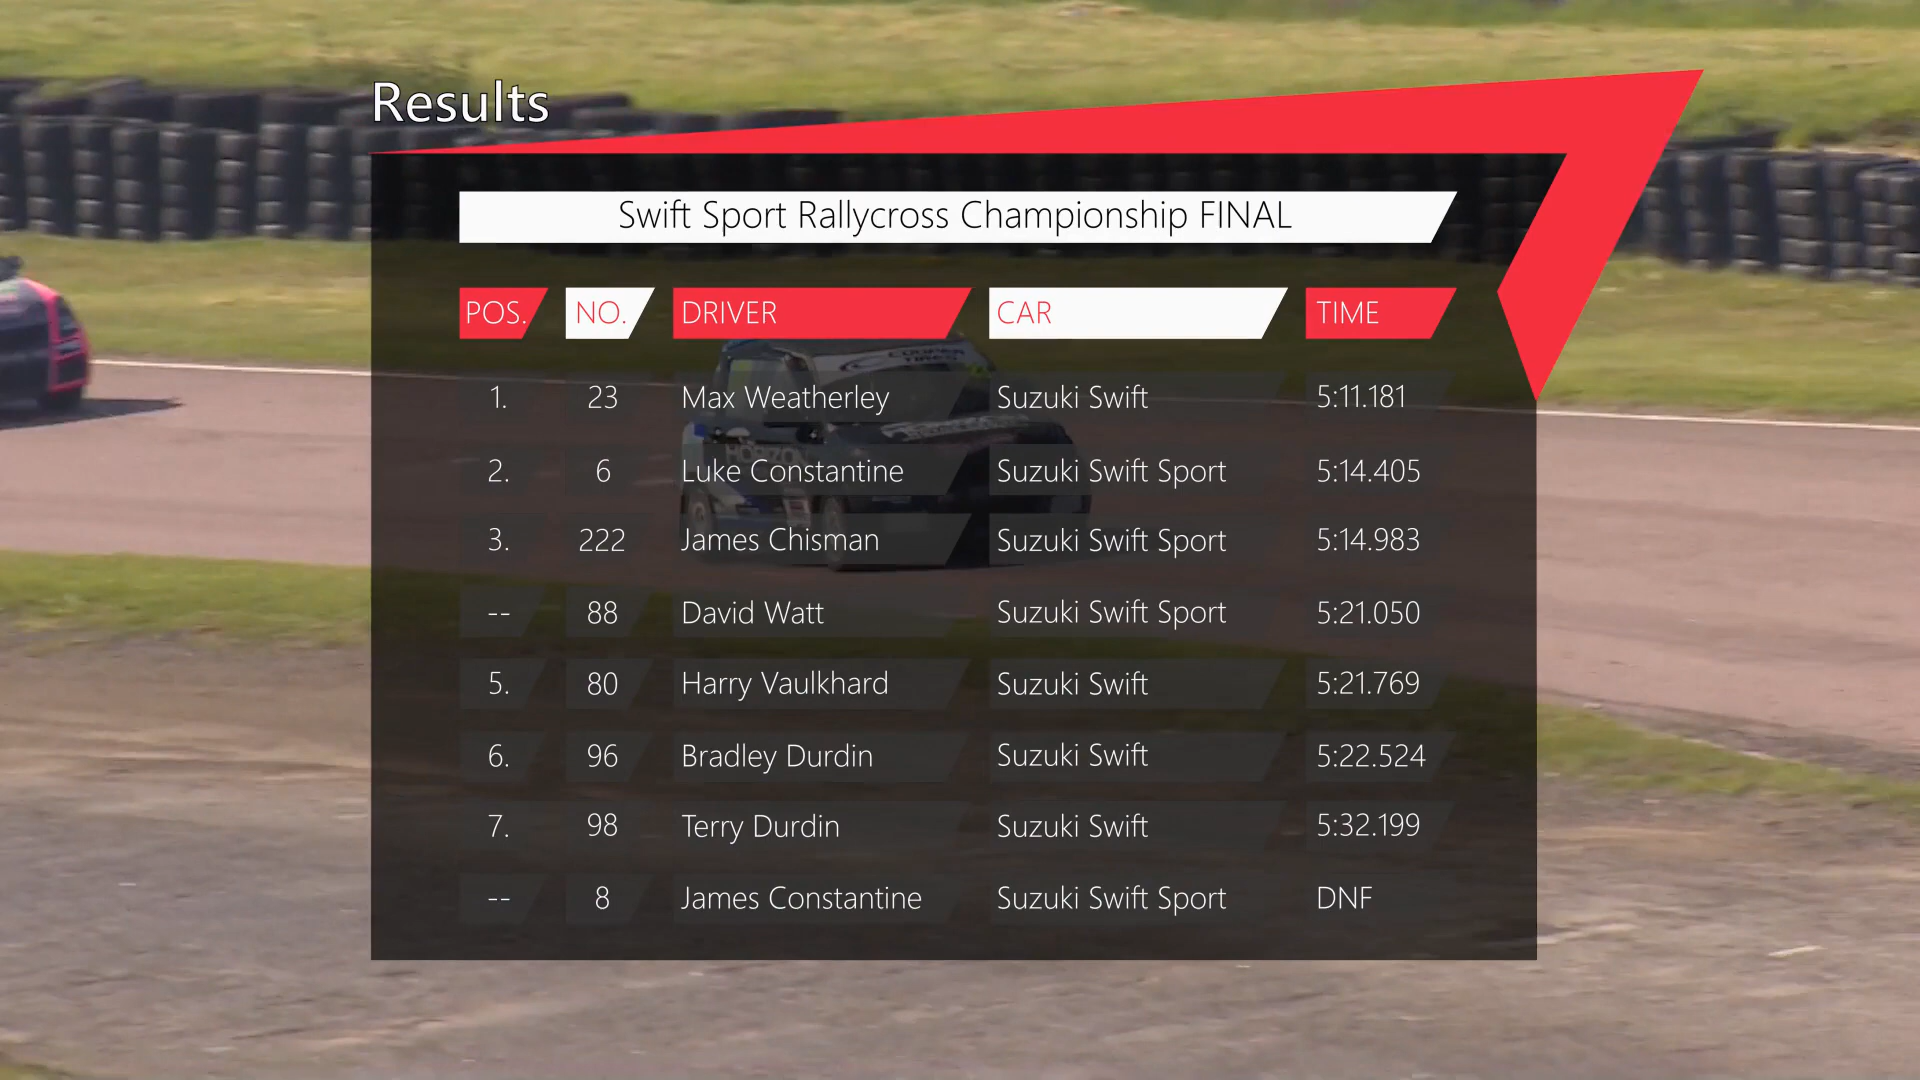 Results
Swift Sport Rallycross Championship FINAL
POS. NO. DRIVER CAR TIME
1. 23 Max Weatherley Suzuki Swift 5:11.181
2. 6 Luke Constantine Suzuki Swift Sport 5:14.405
3. 222 James Chisman Suzuki Swift Sport 5:14.983
-- 88 David Watt Suzuki Swift Sport 5:21.050
5. 80 Harry Vaulkhard Suzuki Swift 5:21.769
6. 96 Bradley Durdin Suzuki Swift 5:22.524
7. 98 Terry Durdin Suzuki Swift 5:32.199
-- 8 James Constantine Suzuki Swift Sport DNF
COOPER
TIRES